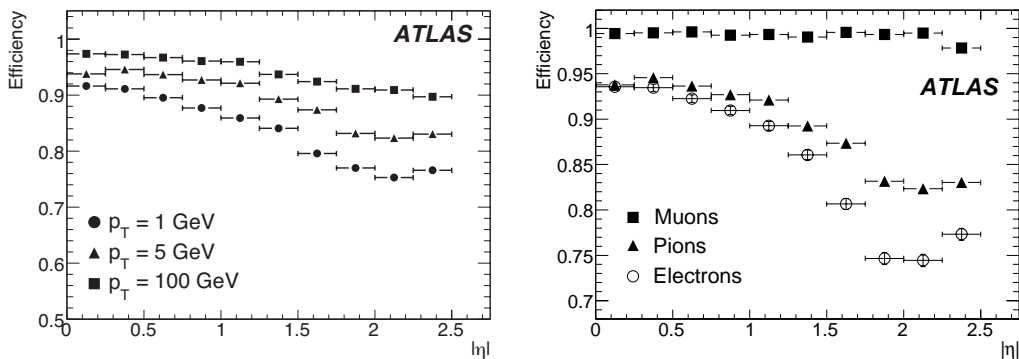 Efficiency
ATLAS
1
0.9
0.8
0.7
0.6
0.5
p_T = 1 GeV
p_T = 5 GeV
p_T = 100 GeV
0 0.5 1 1.5 2 2.5
|η|
Efficiency
ATLAS
1
0.95
0.9
0.85
0.8
0.75
0.7
Muons
Pions
Electrons
0 0.5 1 1.5 2 2.5
|η|